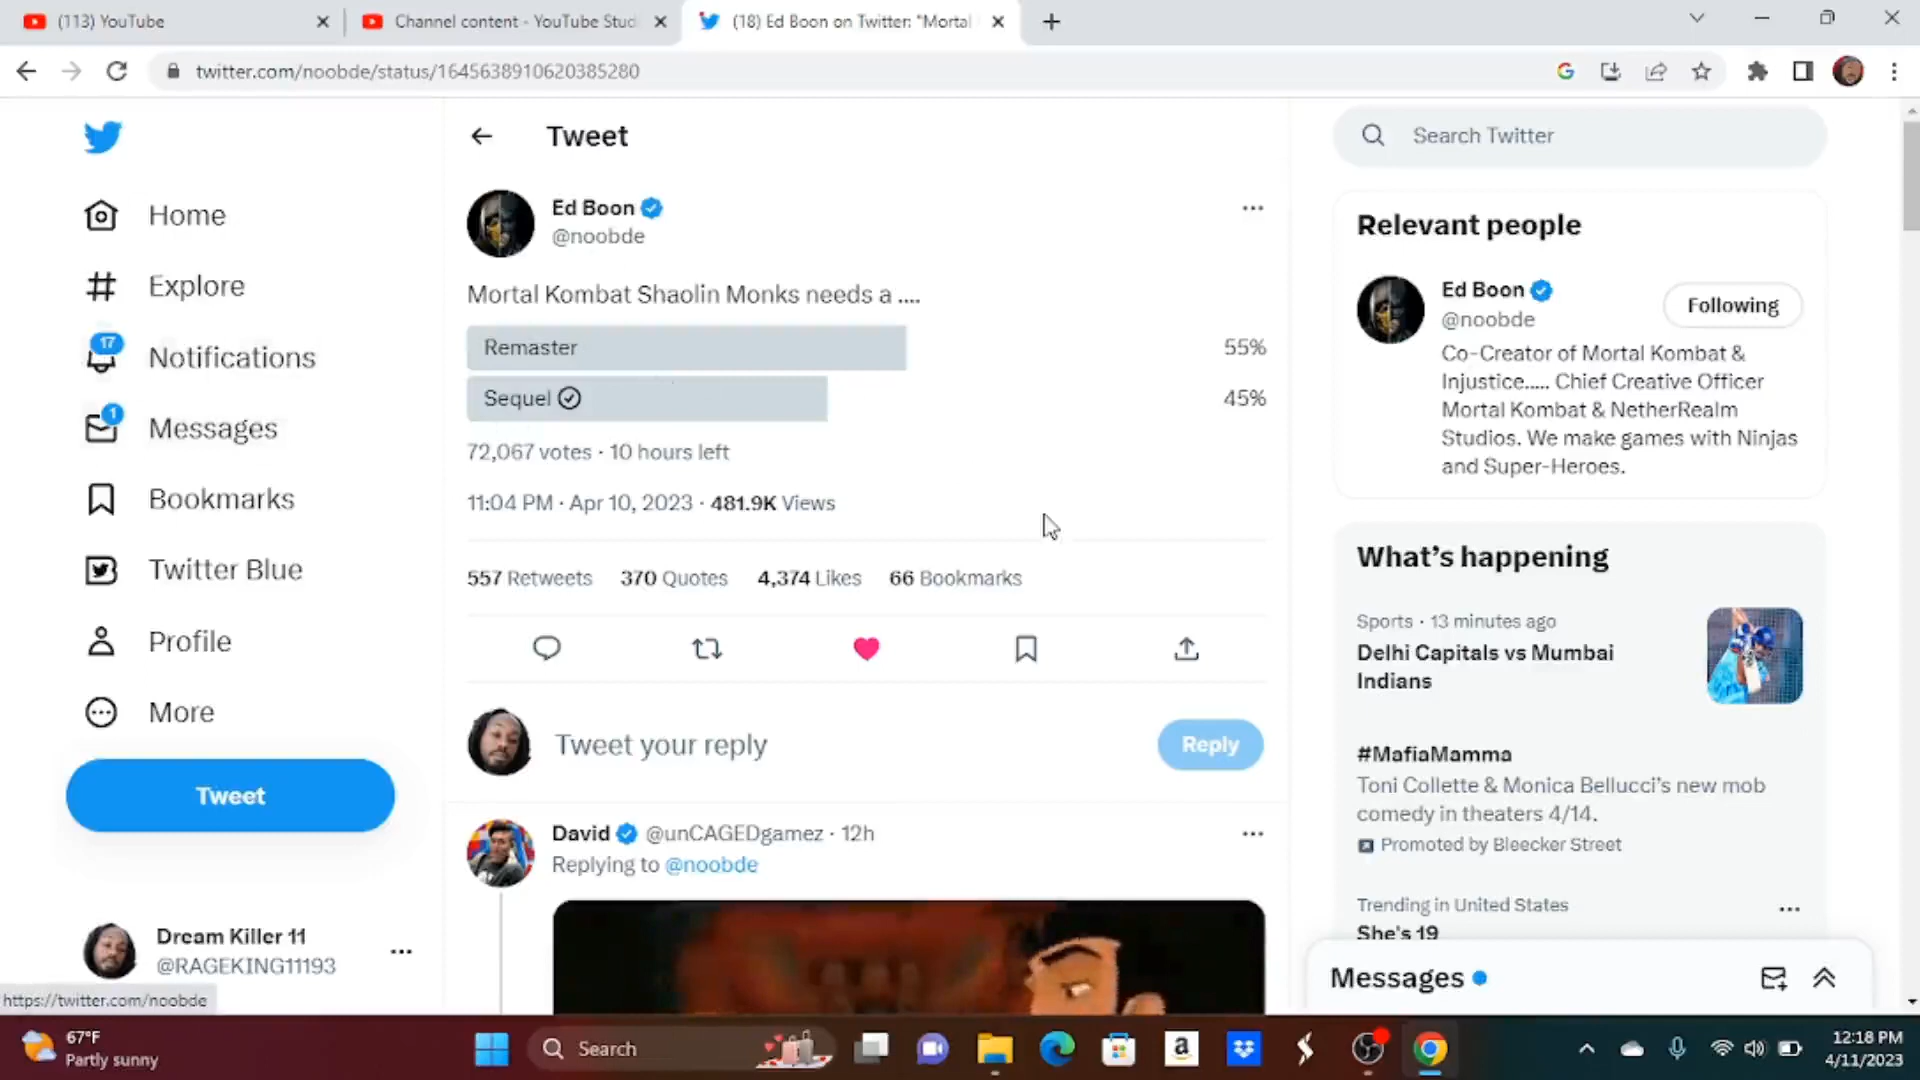 (113) YouTube
Channel content - YouTube Stud
(18) Ed Boon on Twitter: "Mortal
twitter.com/noobde/status/1645638910620385280
Tweet
Search Twitter
Home
Explore
17
Notifications
1
Messages
Bookmarks
Twitter Blue
Profile
More
Tweet
Dream Killer 11
@RAGEKING11193
https://twitter.com/noobde
Ed Boon
@noobde
Mortal Kombat Shaolin Monks needs a ....
Remaster 55%
Sequel 45%
72,067 votes · 10 hours left
11:04 PM · Apr 10, 2023 · 481.9K Views
557 Retweets 370 Quotes 4,374 Likes 66 Bookmarks
Tweet your reply
Reply
David @unCAGEDgamez · 12h
Replying to @noobde
Relevant people
Ed Boon
@noobde
Following
Co-Creator of Mortal Kombat &
Injustice..... Chief Creative Officer
Mortal Kombat & NetherRealm
Studios. We make games with Ninjas
and Super-Heroes.
What's happening
Sports · 13 minutes ago
Delhi Capitals vs Mumbai
Indians
#MafiaMamma
Toni Collette & Monica Bellucci's new mob
comedy in theaters 4/14.
Promoted by Bleecker Street
Trending in United States
She's 19
Messages
67°F
Partly sunny
Search
12:18 PM
4/11/2023